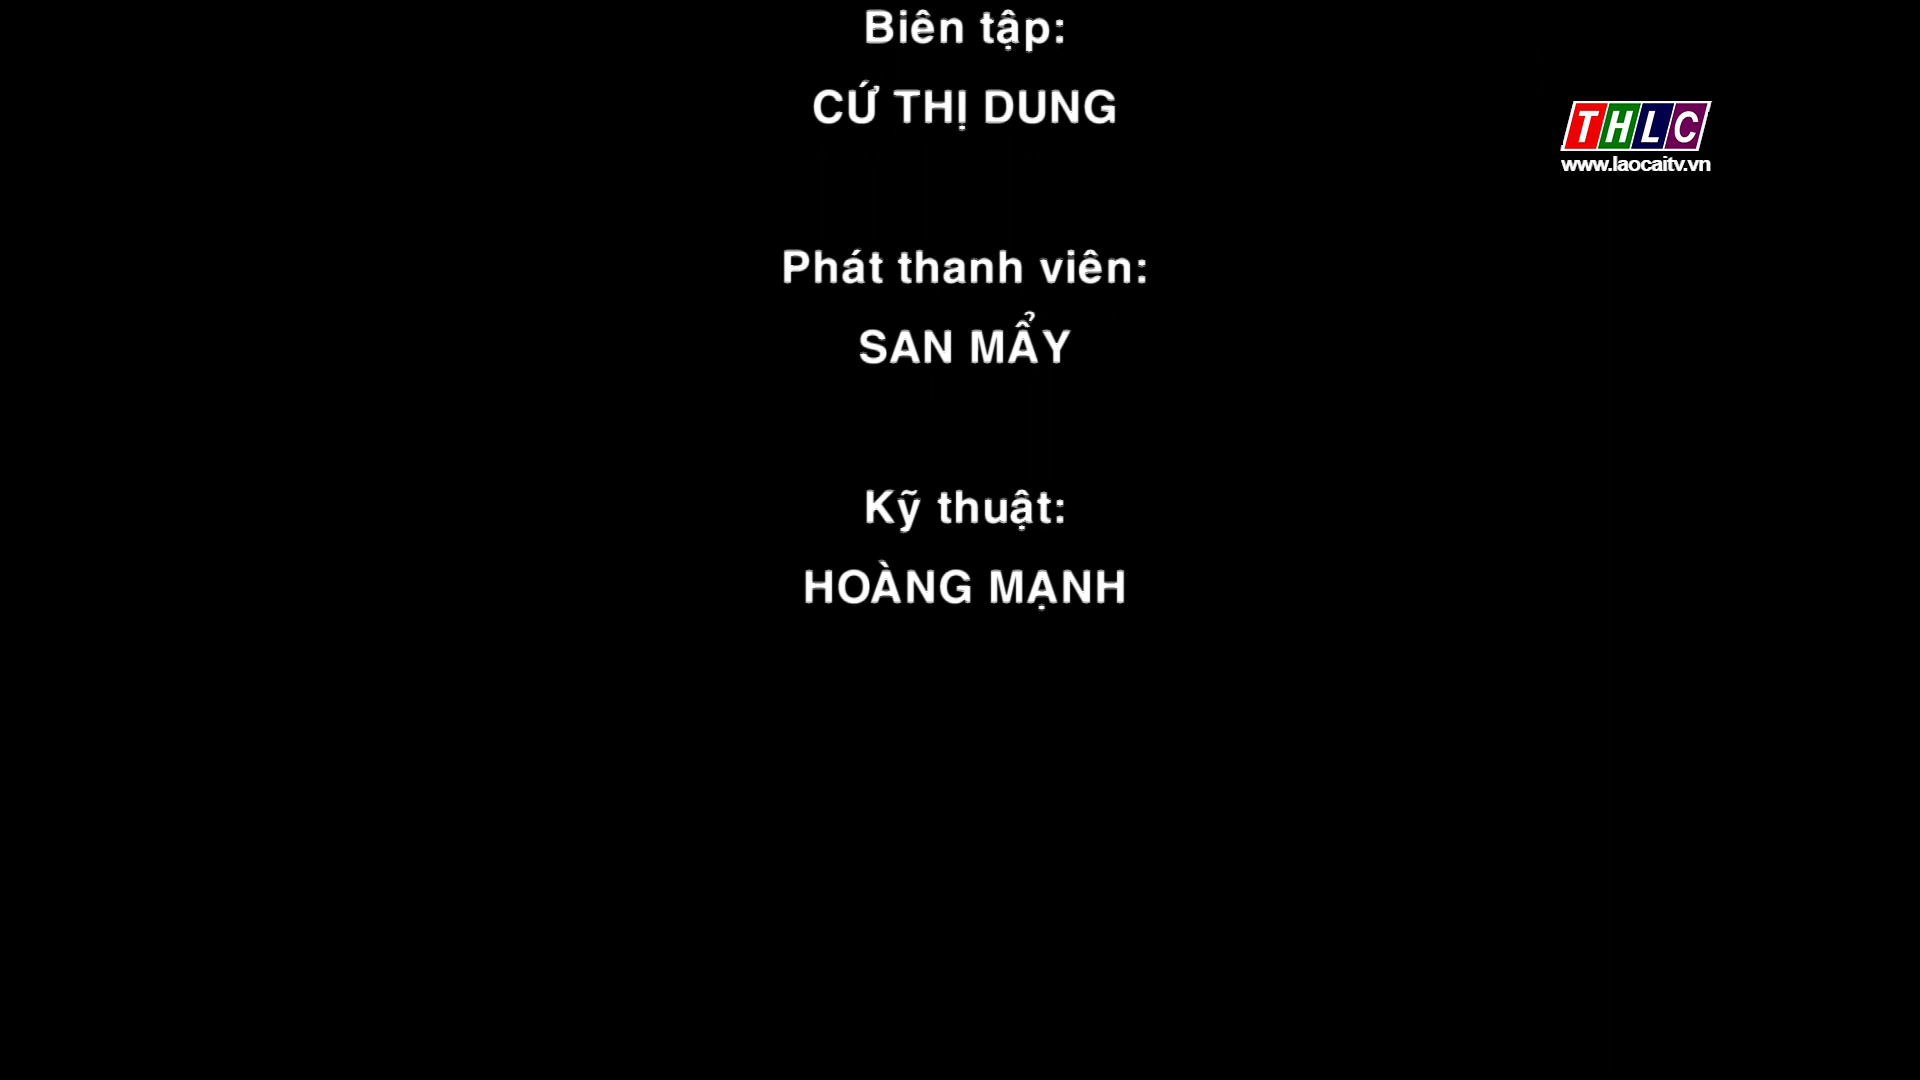 Biên tập:
CỨ THỊ DUNG
THLC
www.laocaitv.vn
Phát thanh viên:
SAN MẨY
Kỹ thuật:
HOÀNG MẠNH